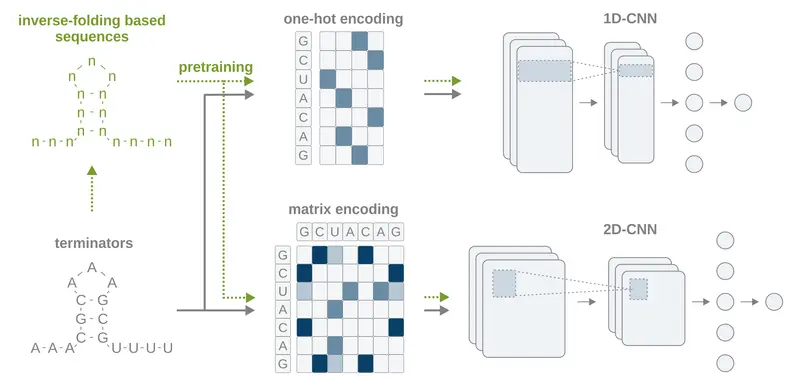 inverse-folding based
sequences
n
n n
n - n
n - n
n - n
n - n - n n - n - n - n
pretraining
terminators
A
A A
C - G
G - C
C - G
A - A - A U - U - U - U
one-hot encoding
G
C
U
A
C
A
G
matrix encoding
G C U A C A G
G
C
U
A
C
A
G
1D-CNN
2D-CNN